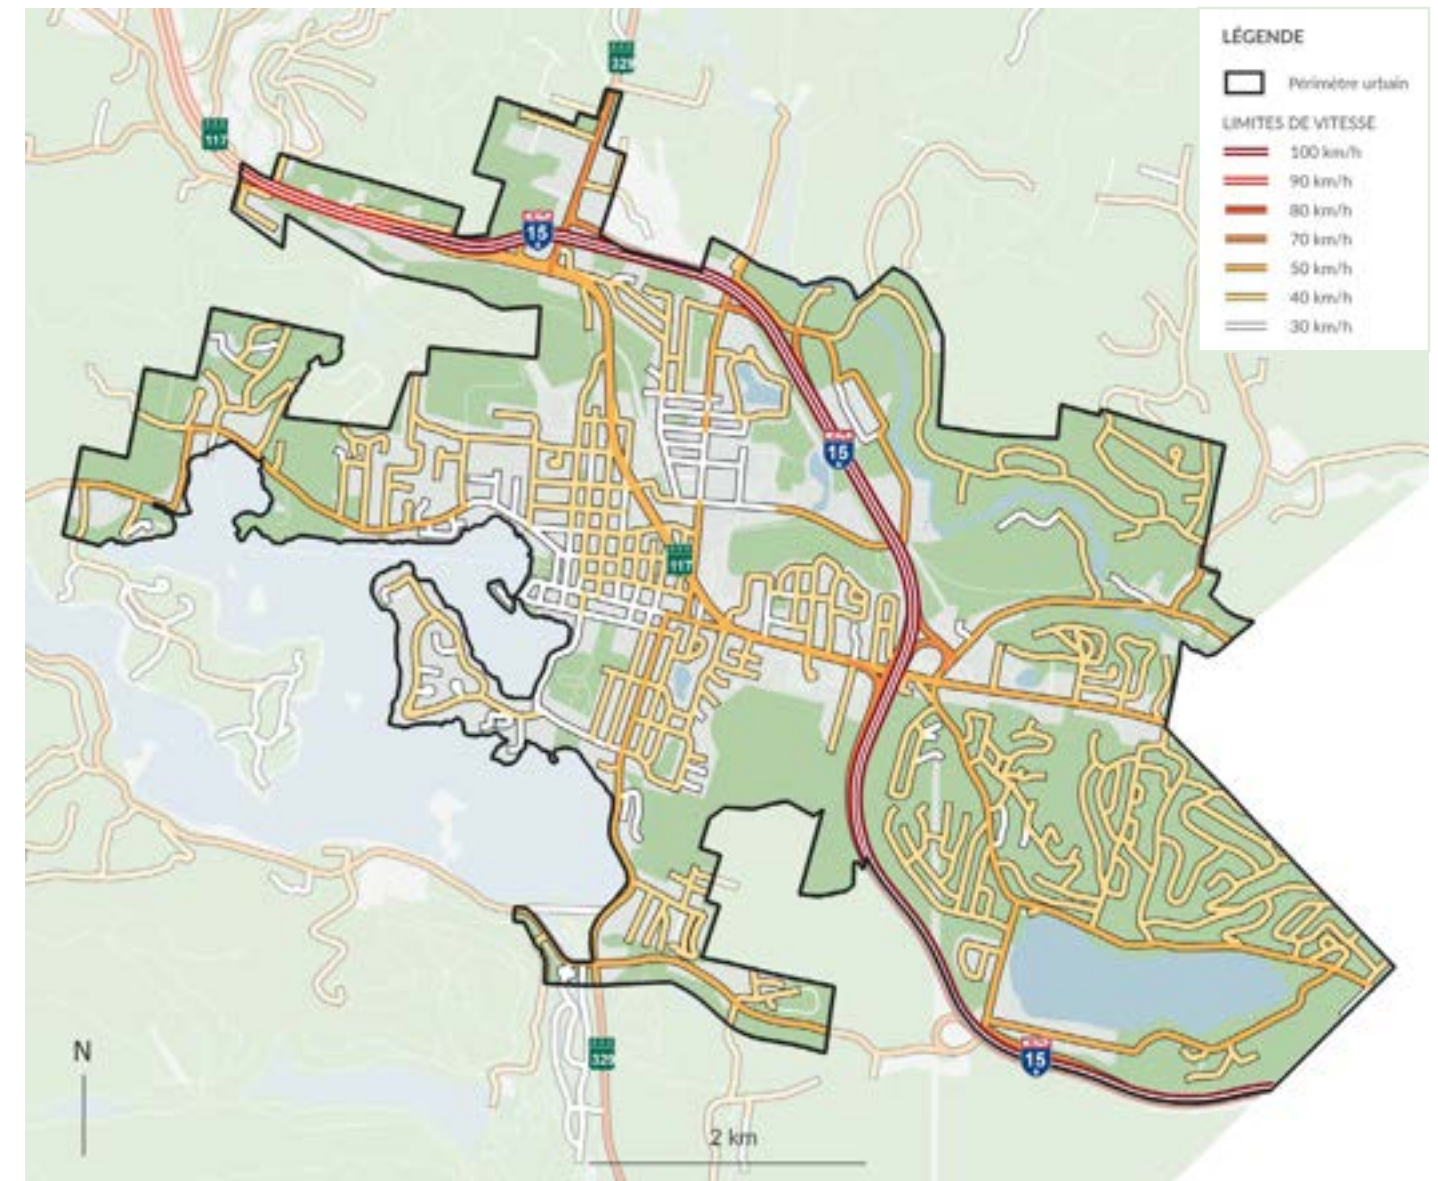 LÉGENDE
Périmètre urbain
LIMITES DE VITESSE
100 km/h
90 km/h
80 km/h
70 km/h
50 km/h
40 km/h
30 km/h
329
117
15
15
117
15
329
N
2 km